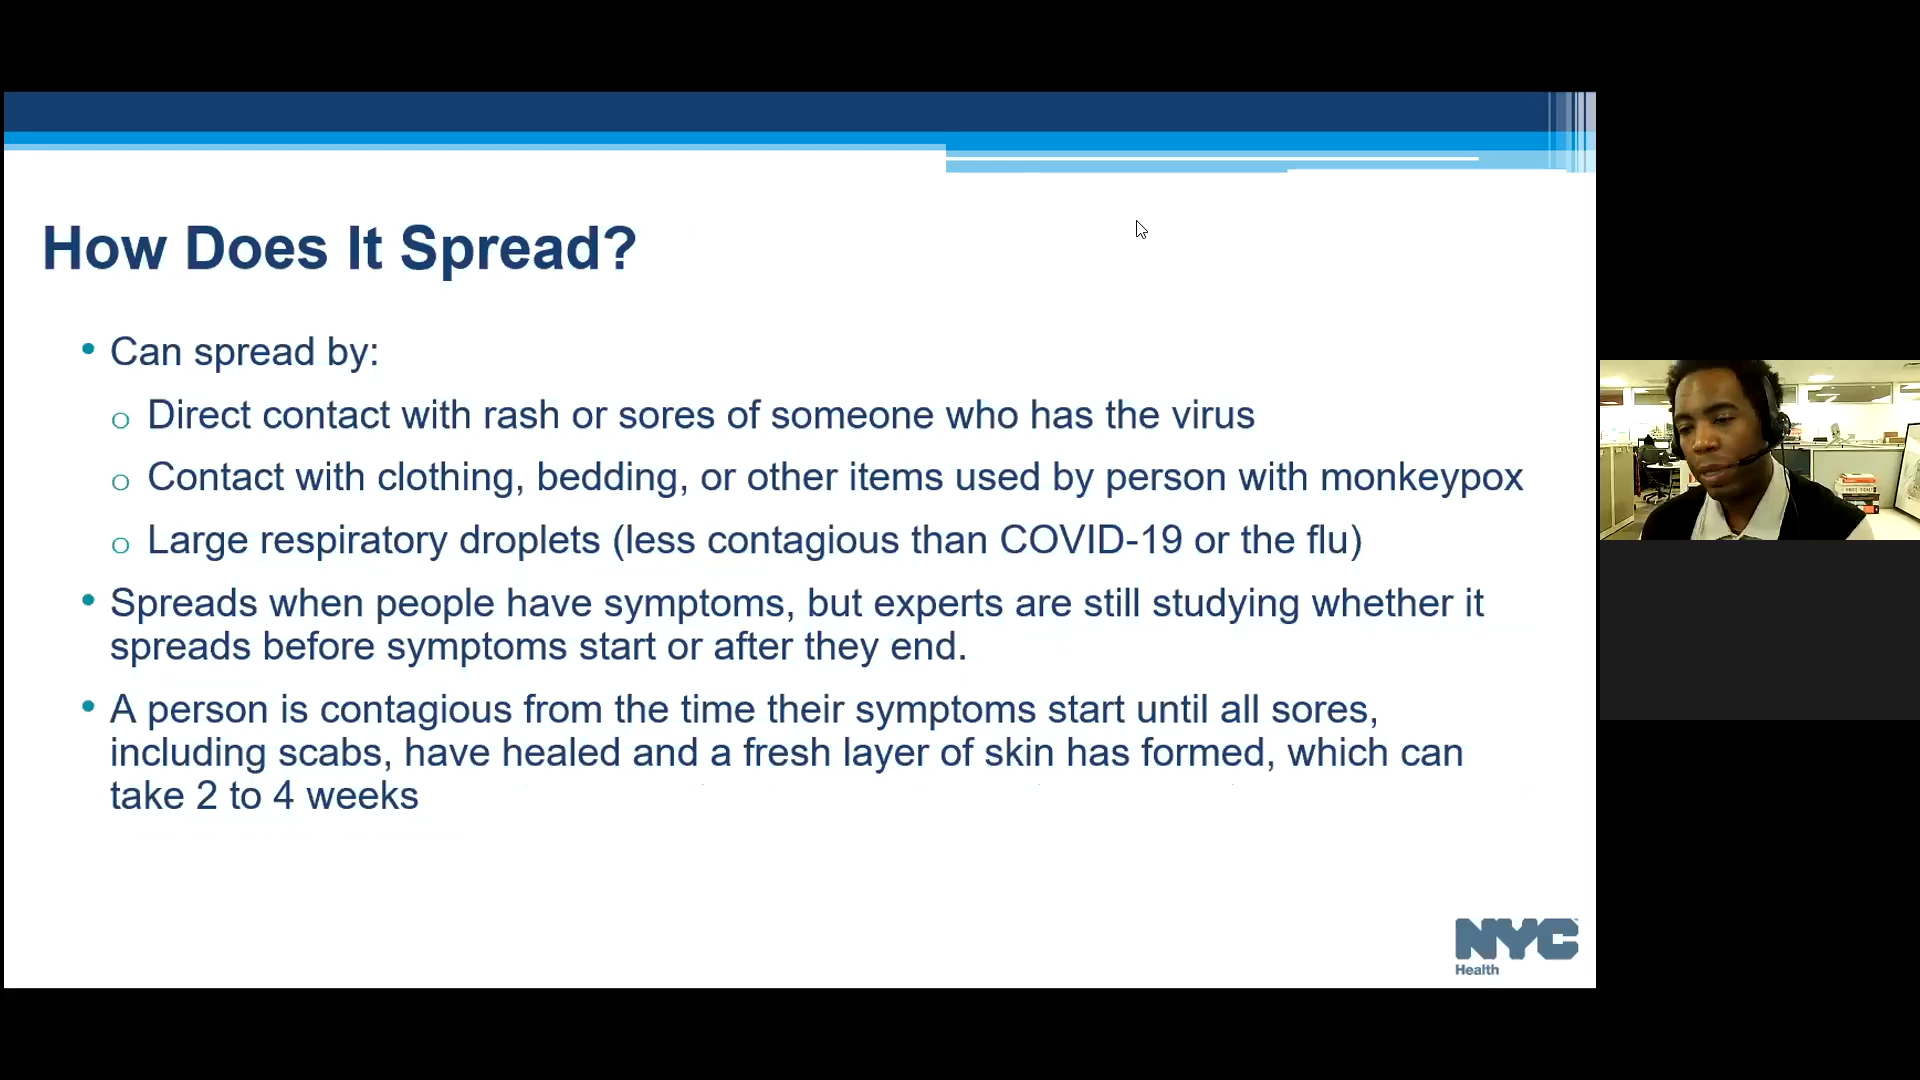 How Does It Spread?
• Can spread by:
o Direct contact with rash or sores of someone who has the virus
o Contact with clothing, bedding, or other items used by person with monkeypox
o Large respiratory droplets (less contagious than COVID-19 or the flu)
• Spreads when people have symptoms, but experts are still studying whether it
spreads before symptoms start or after they end.
• A person is contagious from the time their symptoms start until all sores,
including scabs, have healed and a fresh layer of skin has formed, which can
take 2 to 4 weeks
NYC
Health